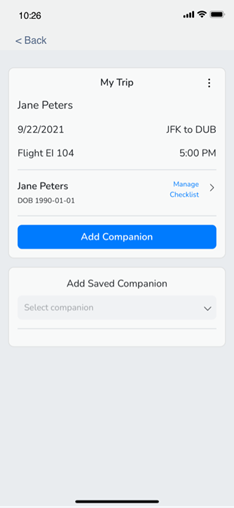 10:26
< Back
My Trip
Jane Peters
9/22/2021 JFK to DUB
Flight EI 104 5:00 PM
Jane Peters Manage
DOB 1990-01-01 Checklist
Add Companion
Add Saved Companion
Select companion